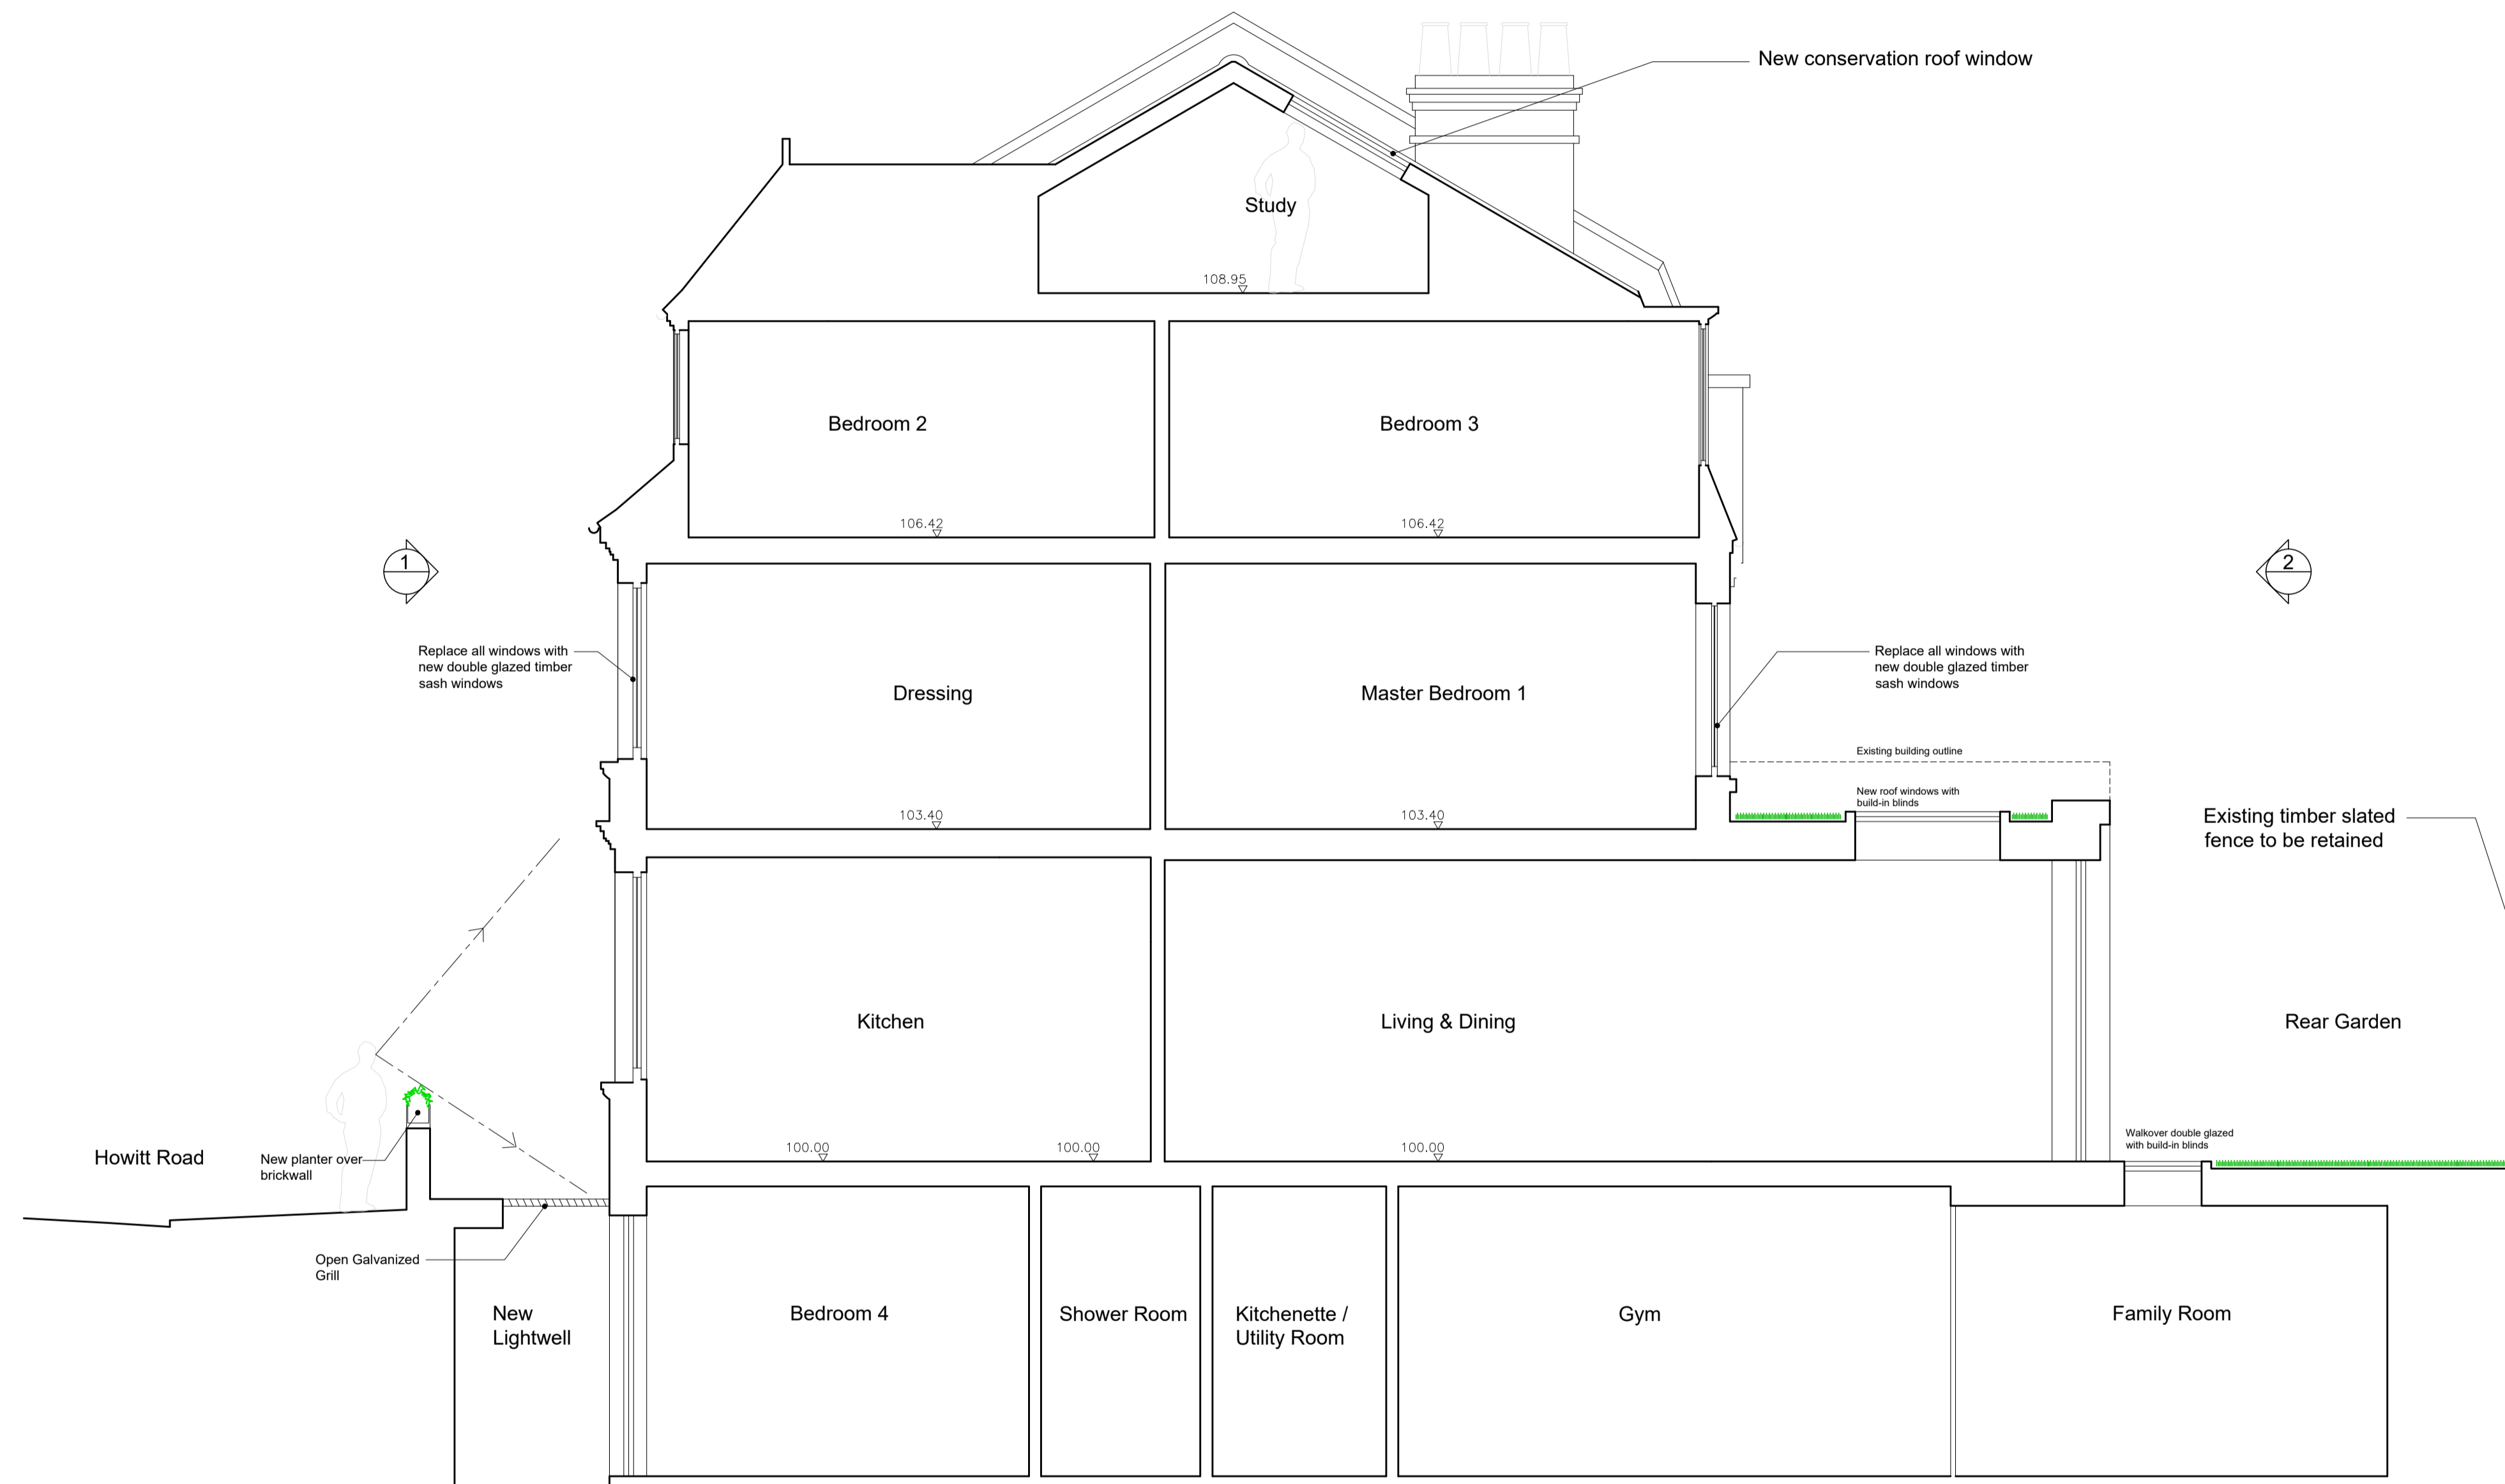 New conservation roof window
Study
108.95
Bedroom 2
Bedroom 3
106.42
106.42
1
2
Replace all windows with
new double glazed timber
sash windows
Replace all windows with
new double glazed timber
sash windows
Dressing
Master Bedroom 1
Existing building outline
New roof windows with
build-in blinds
103.40
103.40
Existing timber slated
fence to be retained
Kitchen
Living & Dining
Rear Garden
Howitt Road
New planter over
brickwall
100.00
100.00
100.00
Walkover double glazed
with build-in blinds
Open Galvanized
Grill
New
Lightwell
Bedroom 4
Shower Room
Kitchenette /
Utility Room
Gym
Family Room